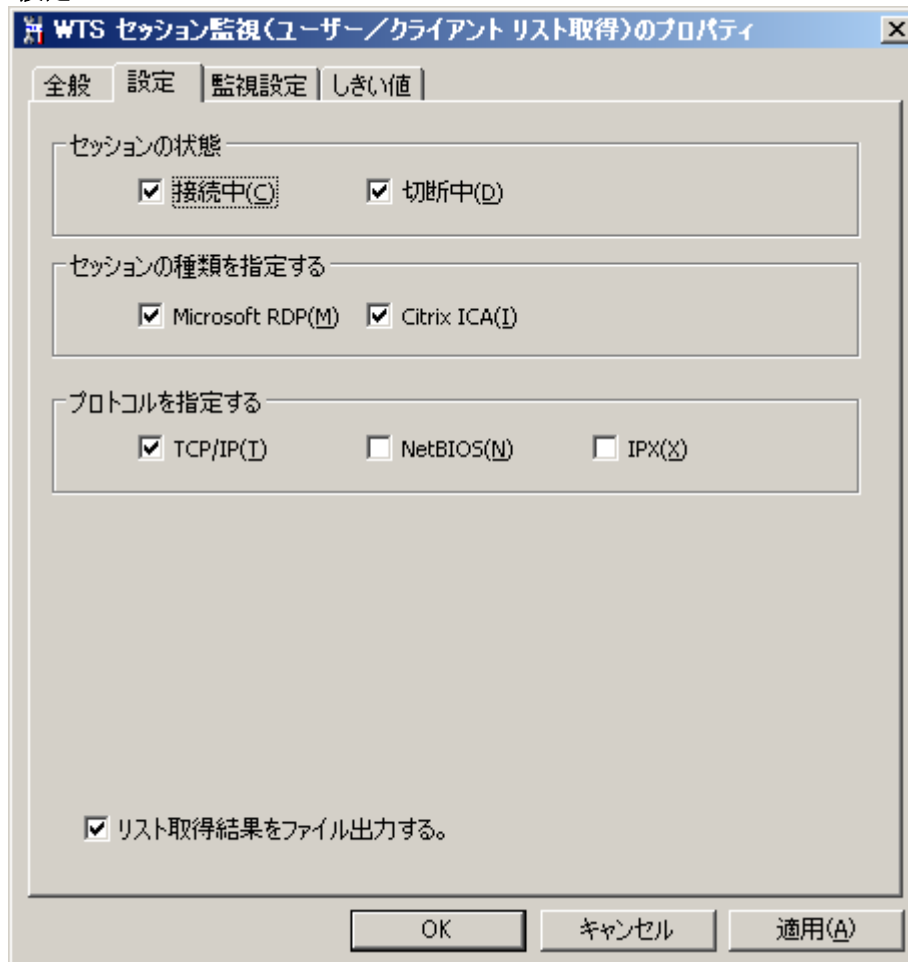 WTS セッション監視(ユーザー/クライアント リスト取得)のプロパティ
全般 設定 監視設定 しきい値
セッションの状態
接続中(C) 切断中(D)
セッションの種類を指定する
Microsoft RDP(M) Citrix ICA(I)
プロトコルを指定する
TCP/IP(T) NetBIOS(N) IPX(X)
リスト取得結果をファイル出力する。
OK キャンセル 適用(A)